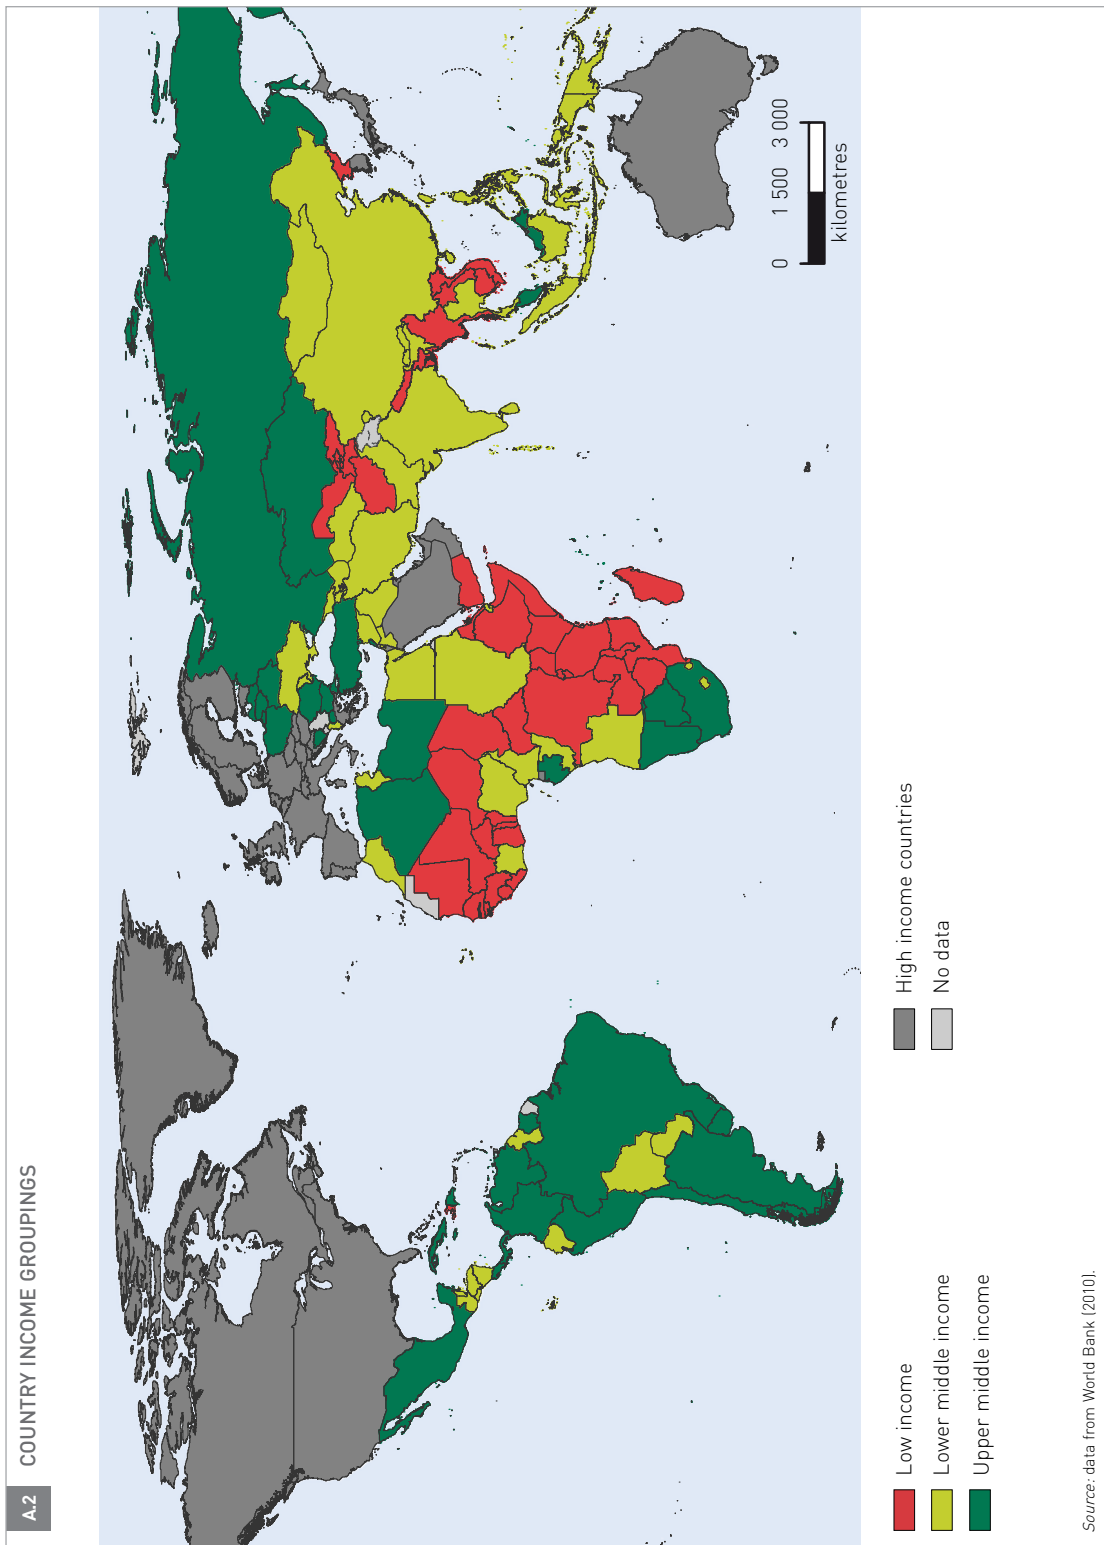 A.2 COUNTRY INCOME GROUPINGS
0 1 500 3 000
kilometres
Low income
Lower middle income
Upper middle income
High income countries
No data
Source: data from World Bank (2010).